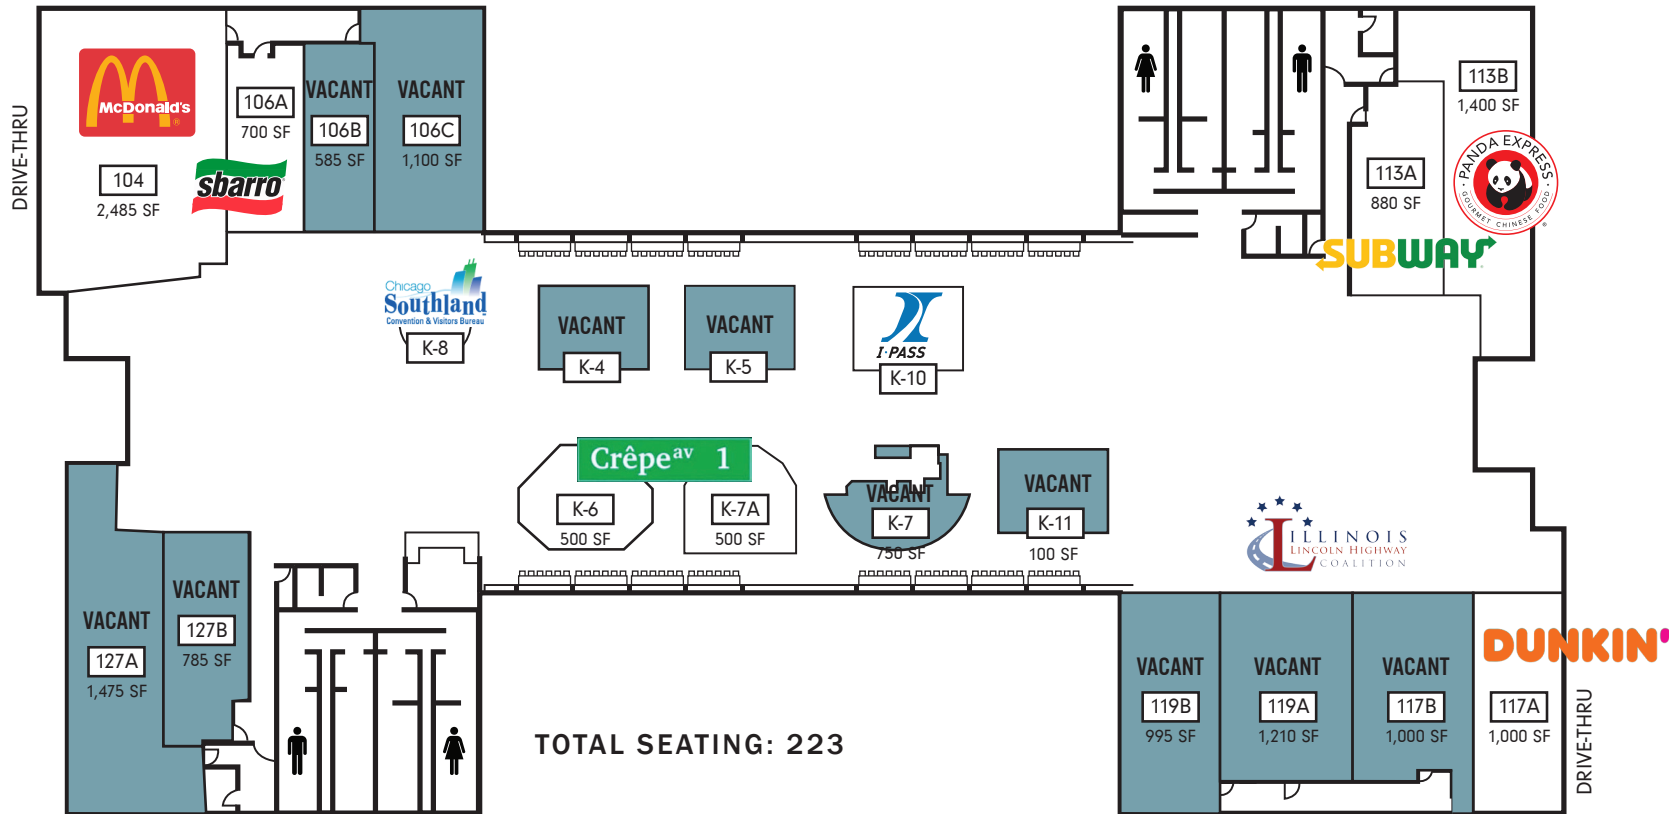 DRIVE-THRU
McDonald's
104
2,485 SF
106A
700 SF
sbarro
VACANT
106B
585 SF
VACANT
106C
1,100 SF
113B
1,400 SF
PANDA EXPRESS
GOURMET CHINESE FOOD
113A
880 SF
SUBWAY
Chicago
Southland
Convention & Visitors Bureau
K-8
VACANT
K-4
VACANT
K-5
I·PASS
K-10
Crêpe av 1
K-6
500 SF
K-7A
500 SF
VACANT
K-7
750 SF
VACANT
K-11
100 SF
ILLINOIS
LINCOLN HIGHWAY
COALITION
VACANT
127A
1,475 SF
VACANT
127B
785 SF
TOTAL SEATING: 223
VACANT
119B
995 SF
VACANT
119A
1,210 SF
VACANT
117B
1,000 SF
DUNKIN'
117A
1,000 SF
DRIVE-THRU